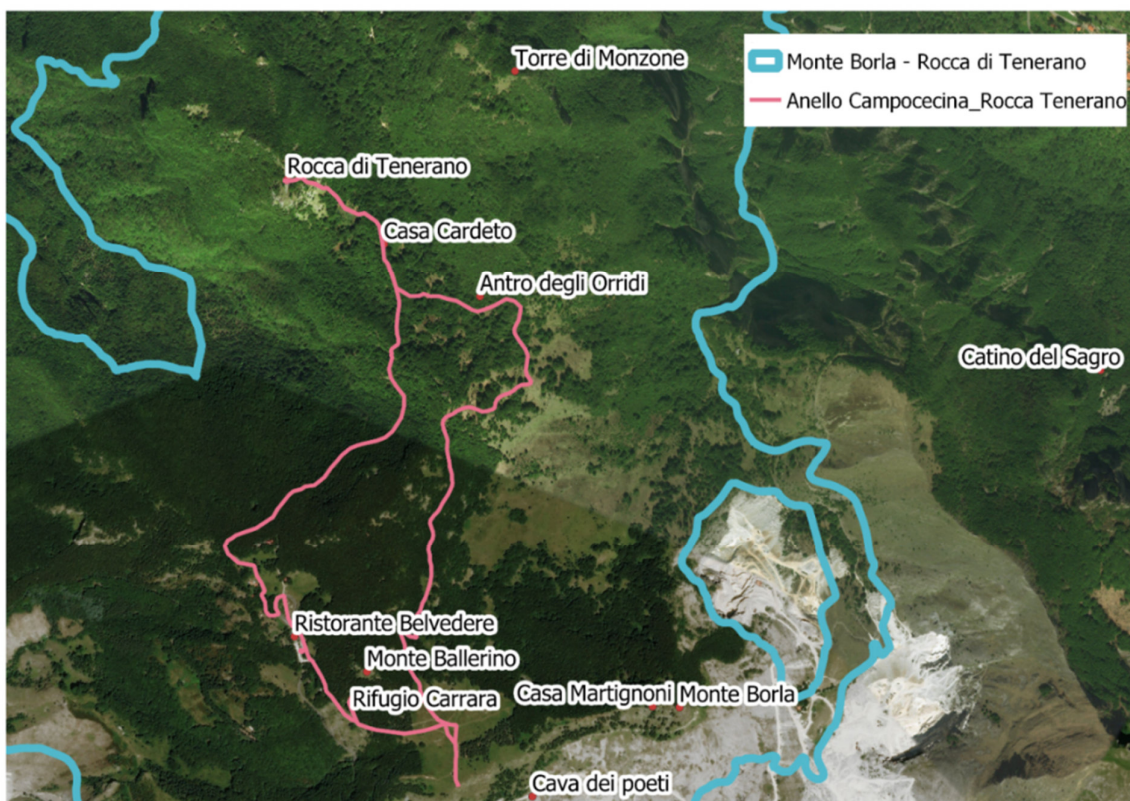 Torre di Monzone
Monte Borla - Rocca di Tenerano
Anello Campocecina_Rocca Tenerano
Rocca di Tenerano
Casa Cardeto
Antro degli Orridi
Catino del Sagro
Ristorante Belvedere
Monte Ballerino
Rifugio Carrara
Casa Martignoni
Monte Borla
Cava dei poeti